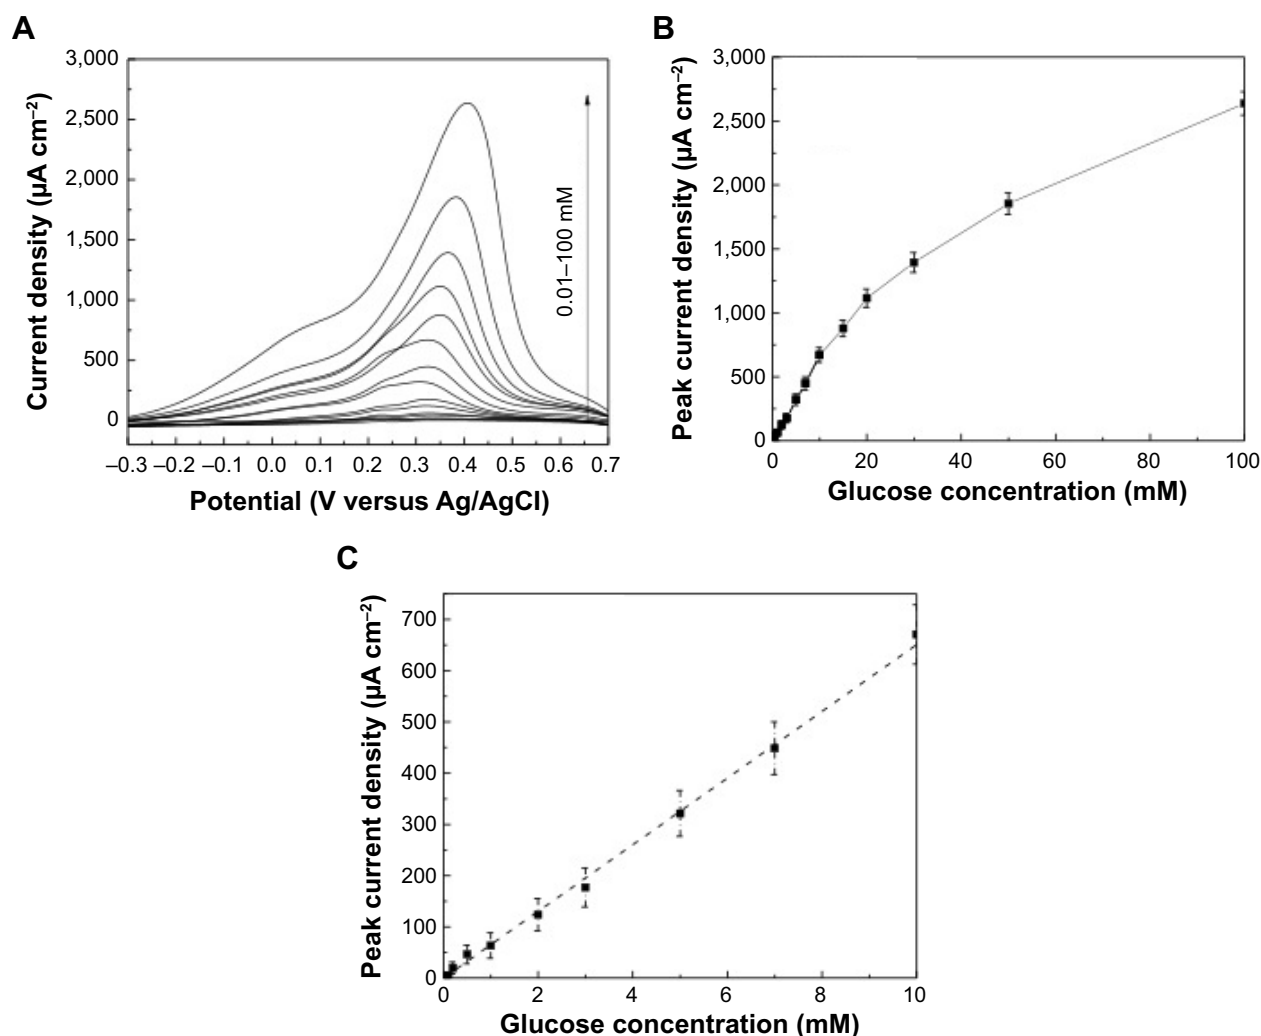 A
3,000
2,500
2,000
1,500
1,000
500
0
Current density (µA cm⁻²)
0.01–100 mM
–0.3 –0.2 –0.1 0.0 0.1 0.2 0.3 0.4 0.5 0.6 0.7
Potential (V versus Ag/AgCl)
B
3,000
2,500
2,000
1,500
1,000
500
0
Peak current density (µA cm⁻²)
0 20 40 60 80 100
Glucose concentration (mM)
C
700
600
500
400
300
200
100
0
Peak current density (µA cm⁻²)
0 2 4 6 8 10
Glucose concentration (mM)